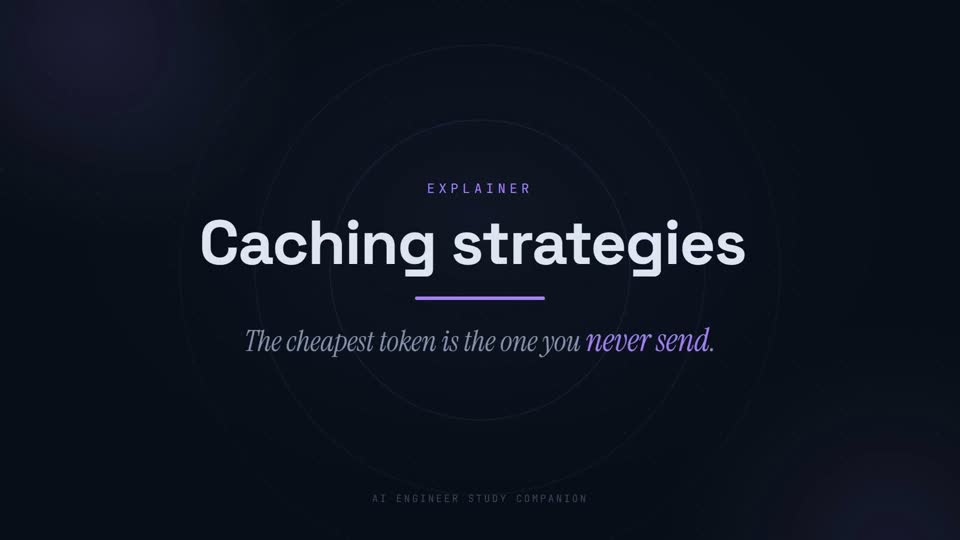 EXPLAINER
Caching strategies
The cheapest token is the one you never send.
AI ENGINEER STUDY COMPANION